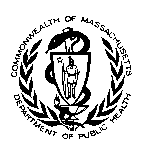 COMMONWEALTH OF MASSACHUSETTS
DEPARTMENT OF PUBLIC HEALTH